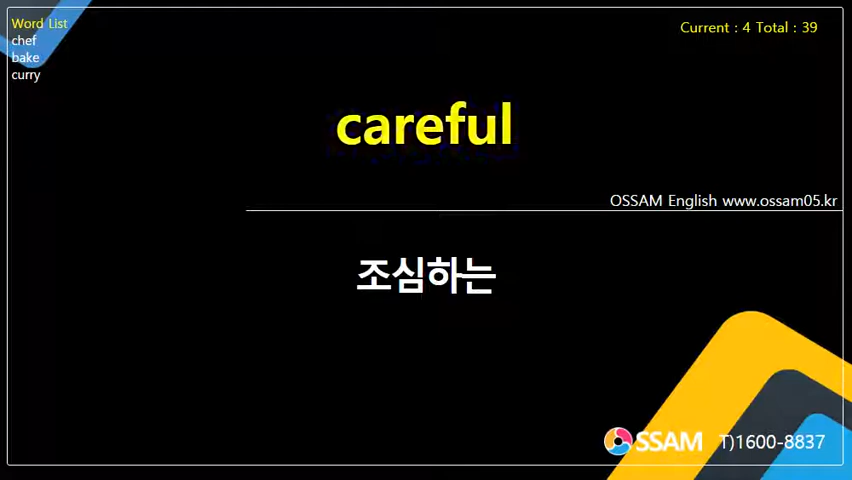 Word List
chef
bake
curry
Current : 4 Total : 39
careful
OSSAM English www.ossam05.kr
조심하는
OSSAM T)1600-8837